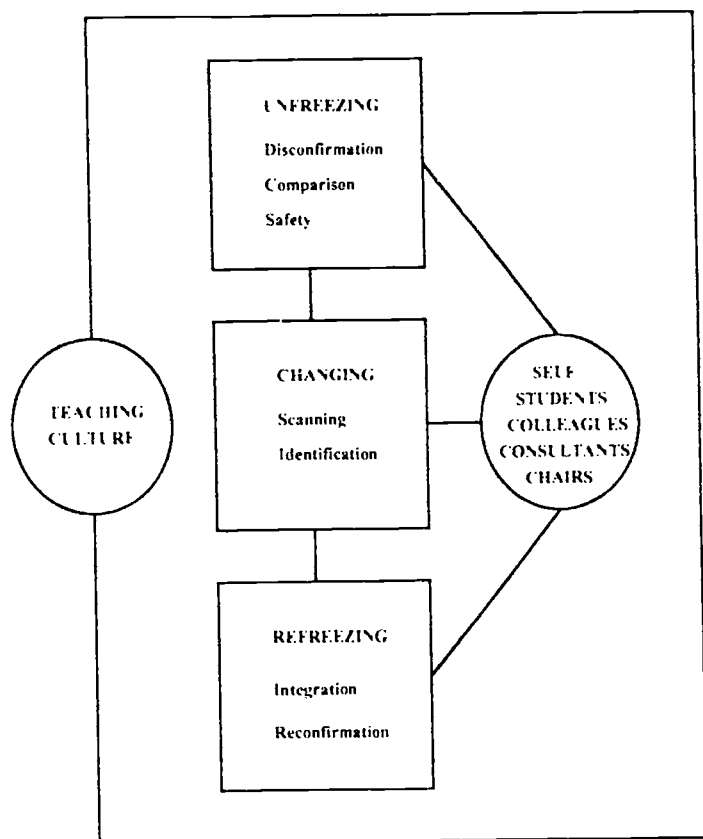 UNFREEZING
Disconfirmation
Comparison
Safety
TEACHING
CULTURE
CHANGING
Scanning
Identification
SELF
STUDENTS
COLLEAGUES
CONSULTANTS
CHAIRS
REFREEZING
Integration
Reconfirmation